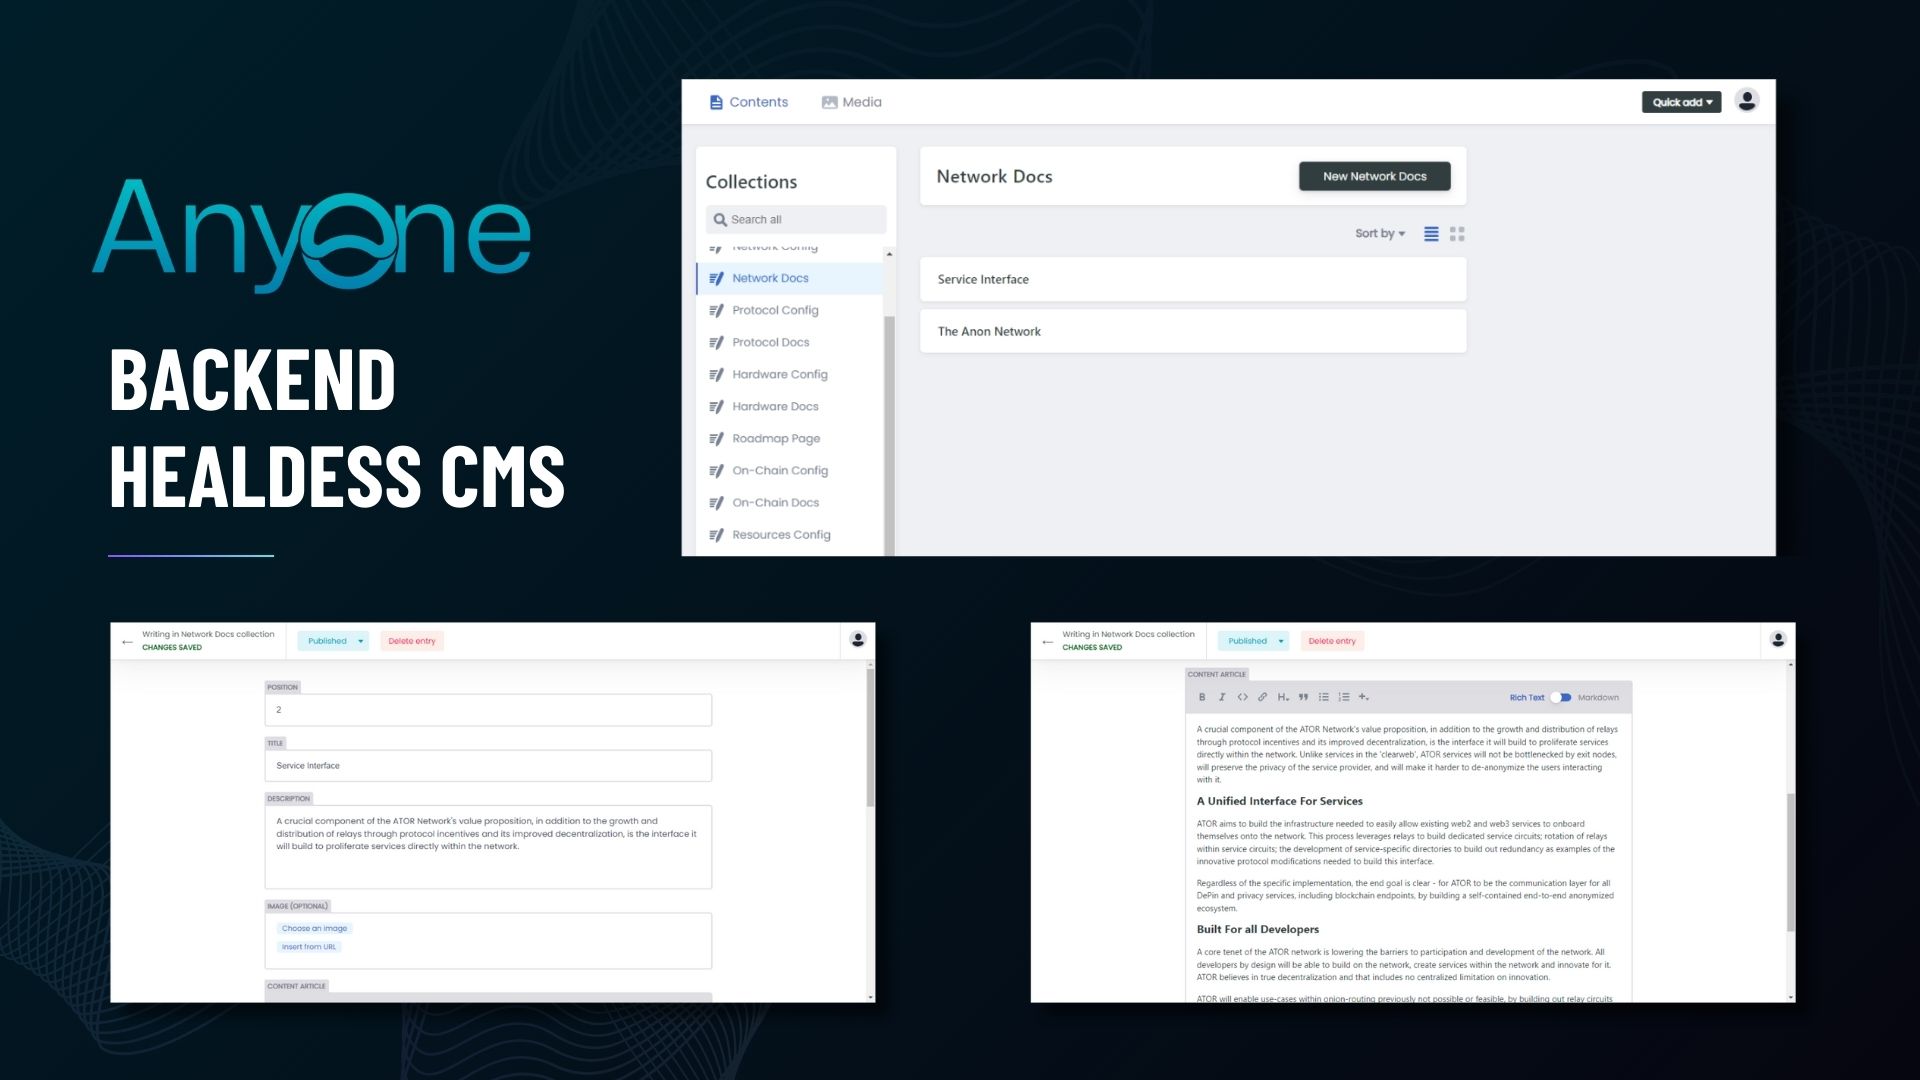 Anyone
BACKEND
HEALDESS CMS
Contents
Media
Quick add
Collections
Search all
Network Config
Network Docs
Protocol Config
Protocol Docs
Hardware Config
Hardware Docs
Roadmap Page
On-Chain Config
On-Chain Docs
Resources Config
Network Docs
New Network Docs
Sort by
Service Interface
The Anon Network
Writing in Network Docs collection
CHANGES SAVED
Published
Delete entry
POSITION
2
TITLE
Service Interface
DESCRIPTION
A crucial component of the ATOR Network's value proposition, in addition to the growth and
distribution of relays through protocol incentives and its improved decentralization, is the interface it
will build to proliferate services directly within the network.
IMAGE (OPTIONAL)
Choose an image
Insert from URL
CONTENT ARTICLE
Writing in Network Docs collection
CHANGES SAVED
Published
Delete entry
CONTENT ARTICLE
B I <> H
Rich Text
Markdown
A crucial component of the ATOR Network's value proposition, in addition to the growth and distribution of relays
through protocol incentives and its improved decentralization, is the interface it will build to proliferate services
directly within the network. Unlike services in the 'clearweb', ATOR services will not be bottlenecked by exit nodes,
will preserve the privacy of the service provider, and will make it harder to de-anonymize the users interacting
with it.
A Unified Interface For Services
ATOR aims to build the infrastructure needed to easily allow existing web2 and web3 services to onboard
themselves onto the network. This process leverages relays to build dedicated service circuits; rotation of relays
within service circuits; the development of service-specific directories to build out redundancy as examples of the
innovative protocol modifications needed to build this interface.
Regardless of the specific implementation, the end goal is clear - for ATOR to be the communication layer for all
DePin and privacy services, including blockchain endpoints, by building a self-contained end-to-end anonymized
ecosystem.
Built For all Developers
A core tenet of the ATOR network is lowering the barriers to participation and development of the network. All
developers by design will be able to build on the network, create services within the network and innovate for it.
ATOR believes in true decentralization and that includes no centralized limitation on innovation.
ATOR will enable use-cases within onion-routing previously not possible or feasible, by building out relay circuits